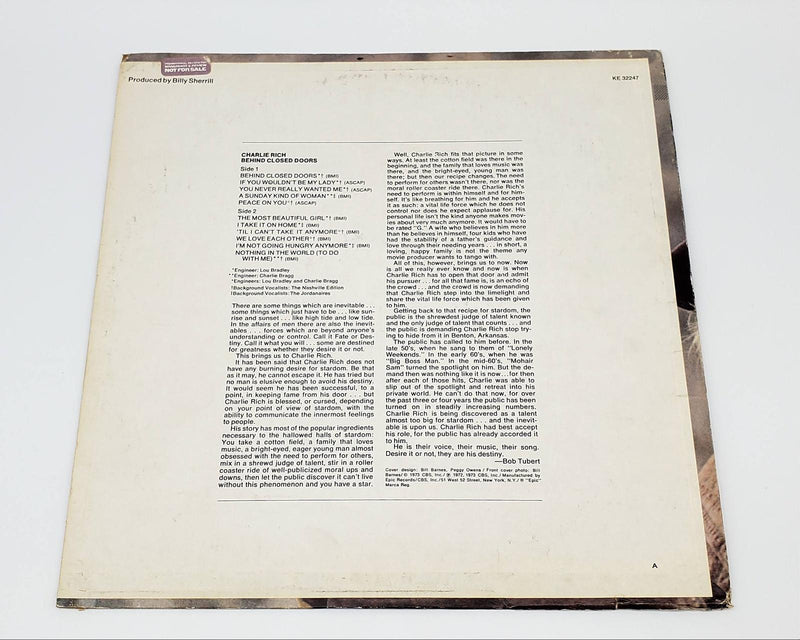 NOT FOR SALE
Produced by Billy Sherrill
KE 32247
CHARLIE RICH
BEHIND CLOSED DOORS
Side 1
BEHIND CLOSED DOORS*† (BMI)
IF YOU WOULDN'T BE MY LADY*† (ASCAP)
YOU NEVER REALLY WANTED ME*† (ASCAP)
A SUNDAY KIND OF WOMAN**† (BMI)
PEACE ON YOU*† (ASCAP)
Side 2
THE MOST BEAUTIFUL GIRL*† (BMI)
I TAKE IT ON HOME*‡ (BMI)
'TIL I CAN'T TAKE IT ANYMORE*† (BMI)
WE LOVE EACH OTHER*† (BMI)
I'M NOT GOING HUNGRY ANYMORE*† (BMI)
NOTHING IN THE WORLD (TO DO
WITH ME)**† (BMI)
*Engineer: Lou Bradley
**Engineer: Charlie Bragg
*Engineers: Lou Bradley and Charlie Bragg
†Background Vocalists: The Nashville Edition
‡Background Vocalists: The Jordanaires
There are some things which are inevitable . . .
some things which just have to be . . . like sun-
rise and sunset . . . like high tide and low tide.
In the affairs of men there are also the inevit-
ables . . . . forces which are beyond anyone's
understanding or control. Call it Fate or Des-
tiny. Call it what you will . . . some are destined
for greatness whether they desire it or not.
This brings us to Charlie Rich.
It has been said that Charlie Rich does not
have any burning desire for stardom. Be that
as it may, he cannot escape it. He has tried but
no man is elusive enough to avoid his destiny.
It would seem he has been successful, to a
point, in keeping fame from his door . . . but
Charlie Rich is blessed, or cursed, depending
on your point of view of stardom, with the
ability to communicate the innermost feelings
to people.
His story has most of the popular ingredients
necessary to the hallowed halls of stardom:
You take a cotton field, a family that loves
music, a bright-eyed, eager young man almost
obsessed with the need to perform for others,
mix in a shrewd judge of talent, stir in a roller
coaster ride of well-publicized moral ups and
downs, then let the public discover it can't live
without this phenomenon and you have a star.
Well, Charlie Rich fits that picture in some
ways. At least the cotton field was there in the
beginning, and the family that loves music was
there, and the bright-eyed, young man was
there; but then our recipe changes. The need
to perform for others wasn't there, nor was the
moral roller coaster ride there. Charlie Rich's
need to perform is within himself and for him-
self. It's like breathing for him and he accepts
it as such: a vital life force which he does not
control nor does he expect applause for. His
personal life isn't the kind anyone makes mov-
ies about very much anymore. It would have to
be rated "G." A wife who believes in him more
than he believes in himself, four kids who have
had the stability of a father's guidance and
love through their needing years . . . in short, a
loving, happy family is not the theme any
movie producer wants to tango with.
All of this, however, brings us to now. Now
is all we really ever know and now is when
Charlie Rich has to open that door and admit
his pursuer . . . for all that fame is, is an echo of
the crowd . . . and the crowd is now demanding
that Charlie Rich step into the limelight and
share the vital life force which has been given
to him.
Getting back to that recipe for stardom, the
public is the shrewdest judge of talent known
and the only judge of talent that counts . . . and
the public is demanding Charlie Rich stop try-
ing to hide from it in Benton, Arkansas.
The public has called to him before. In the
late 50's, when he sang to them of "Lonely
Weekends." In the early 60's, when he was
"Big Boss Man." In the mid-60's, "Mohair
Sam" turned the spotlight on him. But the de-
mand then was nothing like it is now . . . for then
after each of those hits, Charlie was able to
slip out of the spotlight and retreat into his
private world. He can't do that now, for over
the past three or four years the public has been
turned on in steadily increasing numbers.
Charlie Rich is being discovered as a talent
almost too big for stardom . . . and the inevit-
able is upon us. Charlie Rich had best accept
his role, for the public has already accorded it
to him.
He is their voice, their music, their song.
Desire it or not, they are his destiny.
—Bob Tubert
Cover design: Bill Barnes, Peggy Owens / Front cover photo: Bill
Barnes/ © 1973 CBS, Inc./ ℗ 1972, 1973 CBS, Inc./ Manufactured by
Epic Records/CBS, Inc./51 West 52 Street, New York, N.Y./ ® "Epic"
Marca Reg.
A